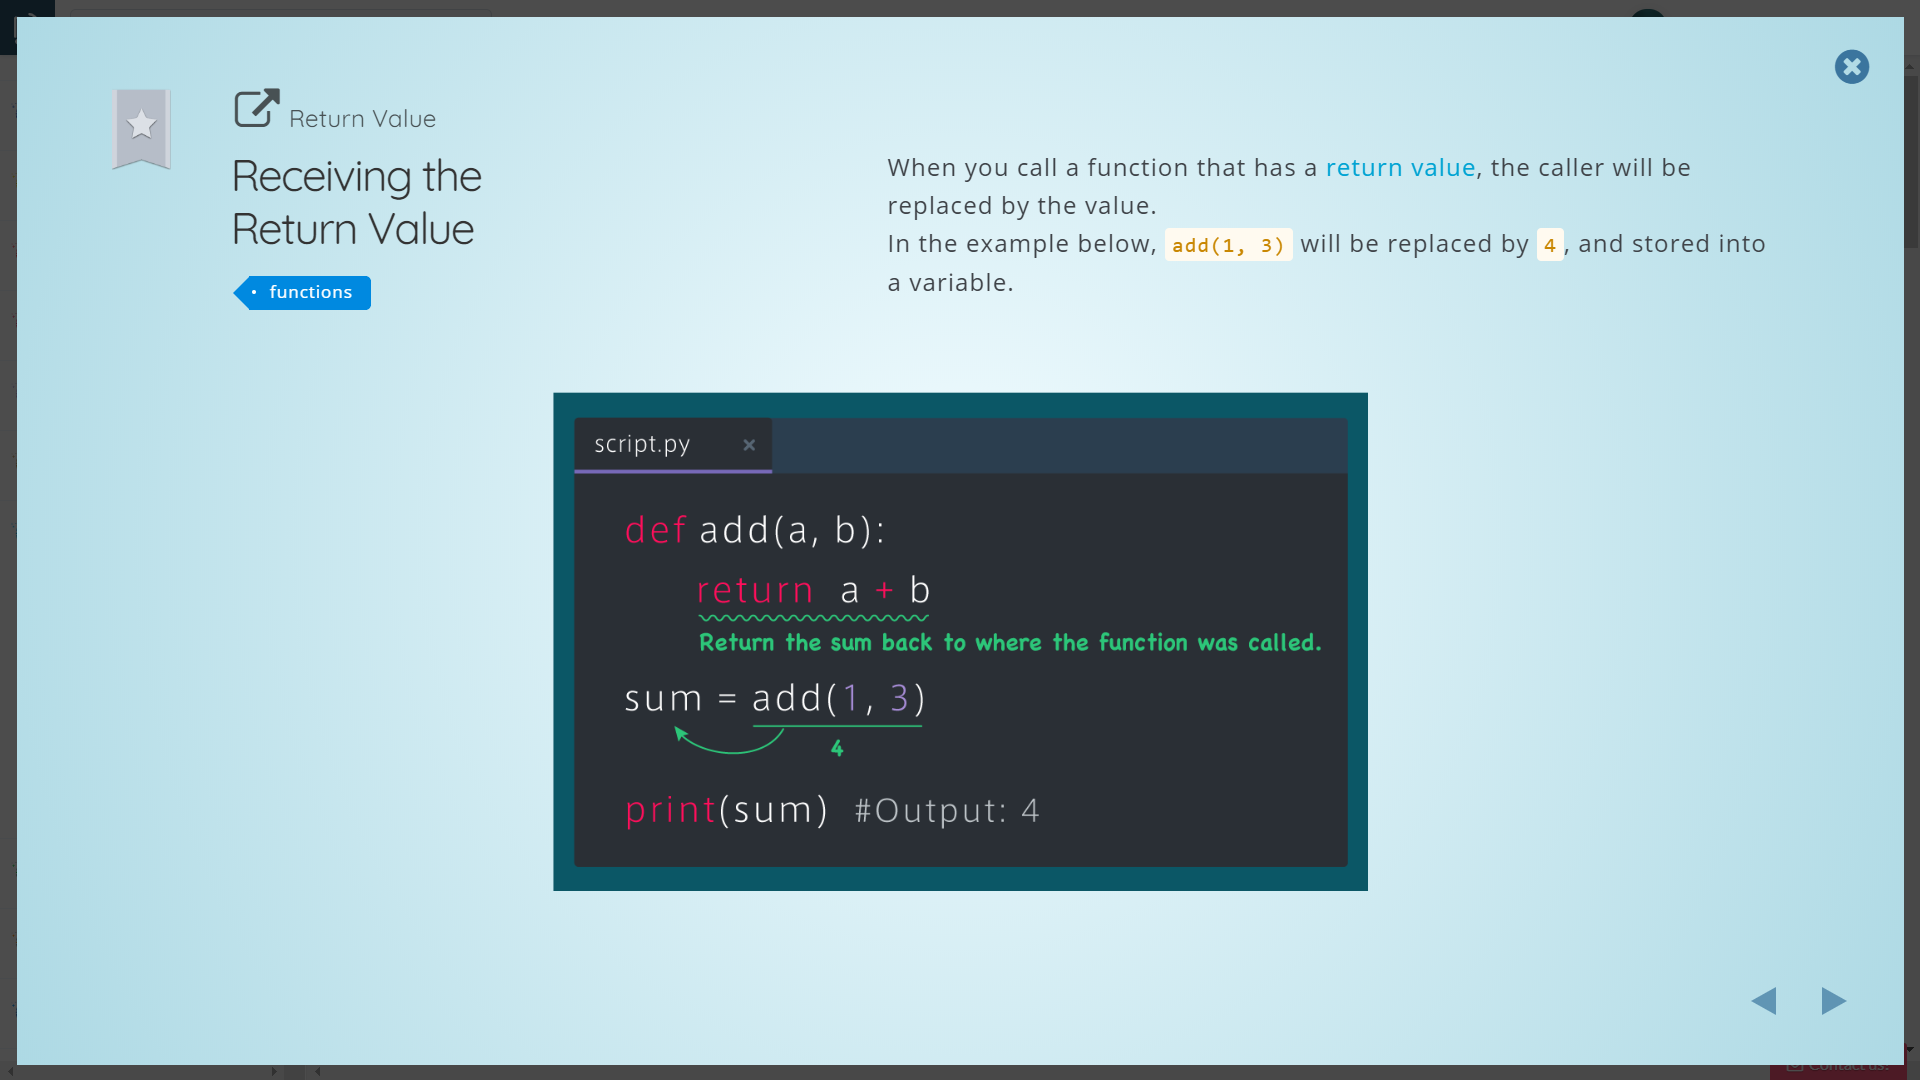 Return Value
Receiving the
Return Value
functions
When you call a function that has a return value, the caller will be
replaced by the value.
In the example below, add(1, 3) will be replaced by 4, and stored into
a variable.
script.py
def add(a, b):
return a + b
Return the sum back to where the function was called.
sum = add(1, 3)
4
print(sum) #Output: 4
Contact us!